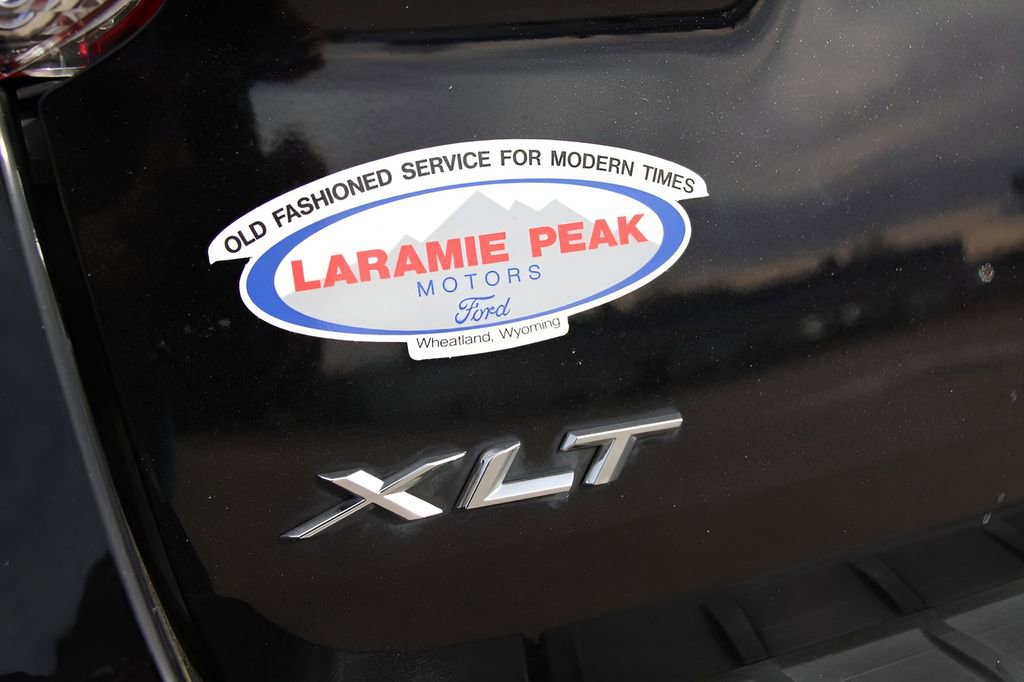 OLD FASHIONED SERVICE FOR MODERN TIMES
LARAMIE PEAK
MOTORS
Ford
Wheatland, Wyoming
XLT